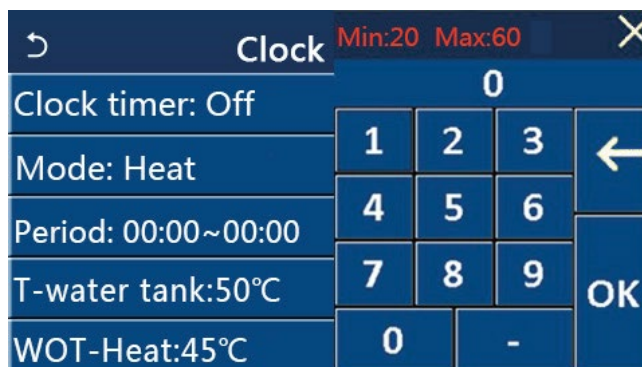 Clock
Clock timer: Off
Mode: Heat
Period: 00:00~00:00
T-water tank:50℃
WOT-Heat:45℃
Min:20 Max:60
0
1 2 3
4 5 6
7 8 9
OK
0 -